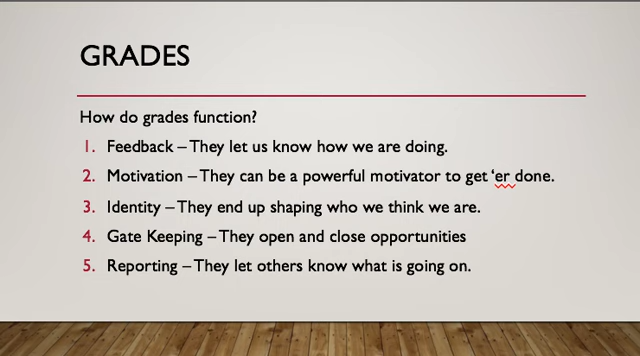 GRADES
How do grades function?
1. Feedback – They let us know how we are doing.
2. Motivation – They can be a powerful motivator to get ‘er done.
3. Identity – They end up shaping who we think we are.
4. Gate Keeping – They open and close opportunities
5. Reporting – They let others know what is going on.